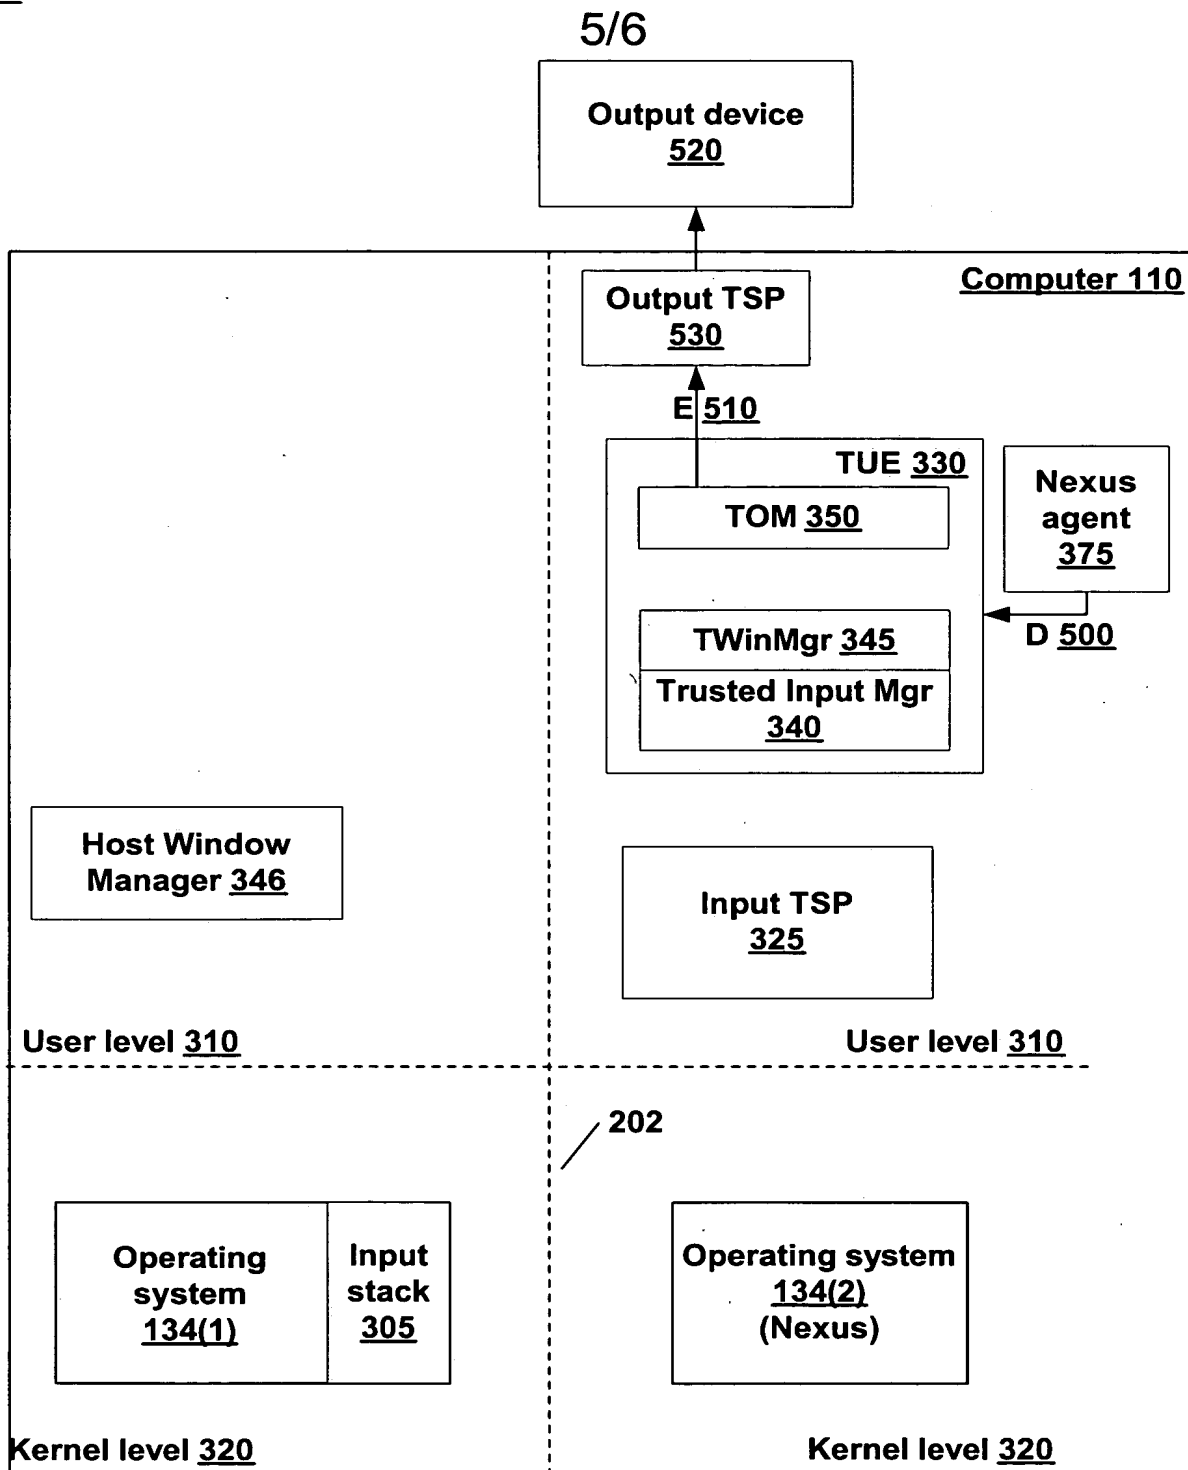 5/6
Output device
520
Computer 110
Output TSP
530
E 510
TUE 330
TOM 350
Nexus
agent
375
D 500
TWinMgr 345
Trusted Input Mgr
340
Host Window
Manager 346
Input TSP
325
User level 310
User level 310
202
Operating
system
134(1)
Input
stack
305
Operating system
134(2)
(Nexus)
Kernel level 320
Kernel level 320